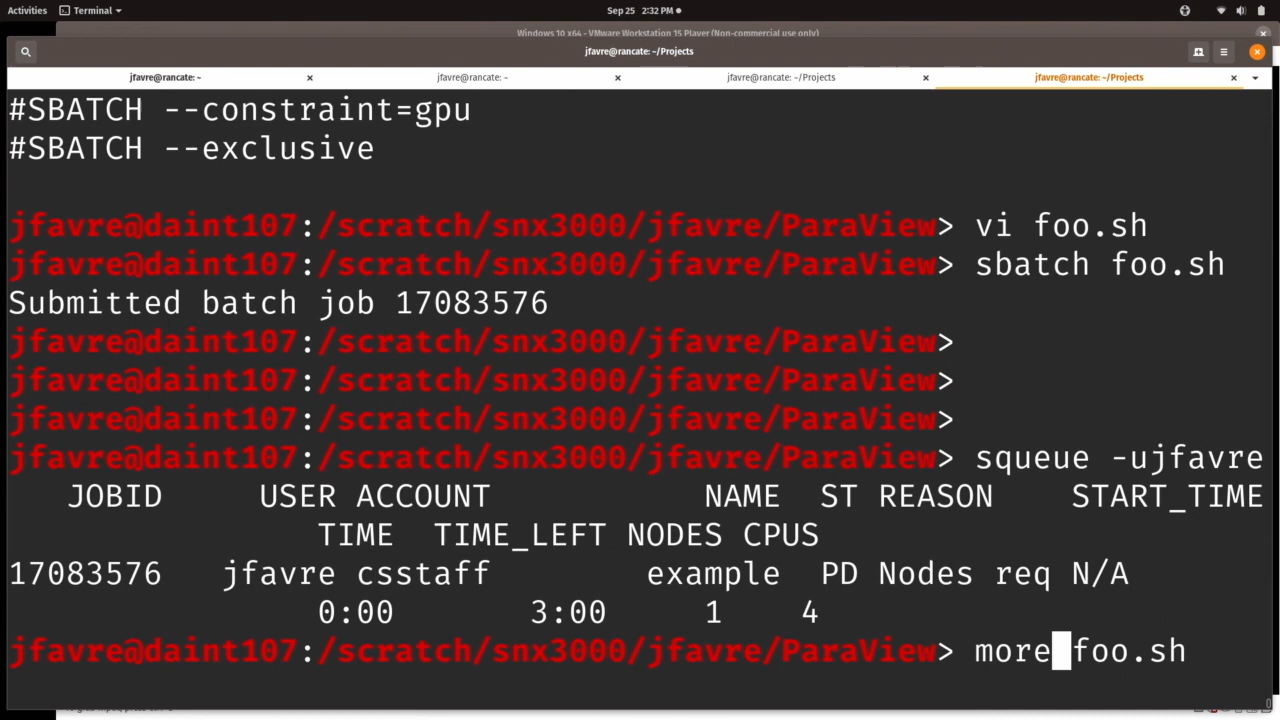 Activities Terminal Sep 25 2:32 PM
Windows 10 x64 - VMware Workstation 15 Player (Non-commercial use only)
jfavre@rancate: ~/Projects
jfavre@rancate: ~ jfavre@rancate: ~ jfavre@rancate: ~/Projects jfavre@rancate: ~/Projects
#SBATCH --constraint=gpu
#SBATCH --exclusive
jfavre@daint107:/scratch/snx3000/jfavre/ParaView> vi foo.sh
jfavre@daint107:/scratch/snx3000/jfavre/ParaView> sbatch foo.sh
Submitted batch job 17083576
jfavre@daint107:/scratch/snx3000/jfavre/ParaView>
jfavre@daint107:/scratch/snx3000/jfavre/ParaView>
jfavre@daint107:/scratch/snx3000/jfavre/ParaView>
jfavre@daint107:/scratch/snx3000/jfavre/ParaView> squeue -ujfavre
JOBID USER ACCOUNT NAME ST REASON START_TIME
TIME TIME_LEFT NODES CPUS
17083576 jfavre csstaff example PD Nodes req N/A
0:00 3:00 1 4
jfavre@daint107:/scratch/snx3000/jfavre/ParaView> more foo.sh